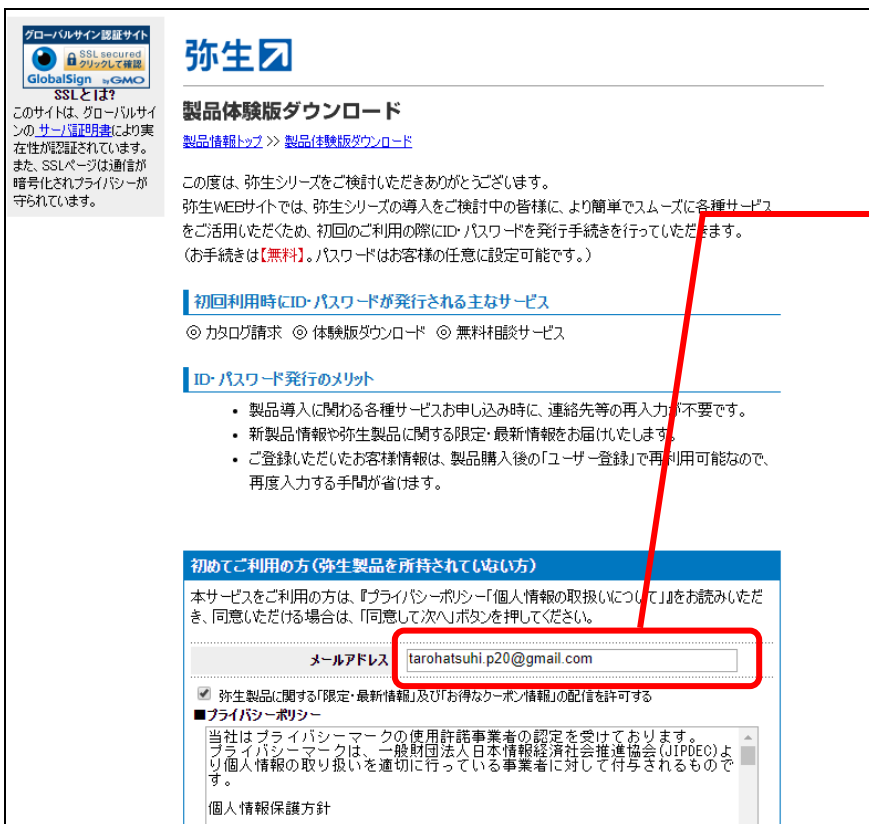 グローバルサイン認証サイト
SSL secured
クリックして確認
GlobalSign by GMO
SSLとは?
このサイトは、グローバルサイ
ンの サーバ証明書により実
在性が認証されています。
また、SSLページは通信が
暗号化されプライバシーが
守られています。
弥生
製品体験版ダウンロード
製品情報トップ >> 製品体験版ダウンロード
この度は、弥生シリーズをご検討いただきありがとうございます。
弥生WEBサイトでは、弥生シリーズの導入をご検討中の皆様に、より簡単でスムーズに各種サービス
をご活用いただくため、初回のご利用の際にID・パスワードを発行手続きを行っていただきます。
(お手続きは【無料】。パスワードはお客様の任意に設定可能です。)
初回利用時にID・パスワードが発行される主なサービス
◎ カタログ請求 ◎ 体験版ダウンロード ◎ 無料相談サービス
ID・パスワード発行のメリット
• 製品導入に関わる各種サービスお申し込み時に、連絡先等の再入力が不要です。
• 新製品情報や弥生製品に関する限定・最新情報をお届けいたします。
• ご登録いただいたお客様情報は、製品購入後の「ユーザー登録」で再利用可能なので、
再度入力する手間が省けます。
初めてご利用の方(弥生製品を所持されていない方)
本サービスをご利用の方は、『プライバシーポリシー「個人情報の取扱いについて」』をお読みいただ
き、同意いただける場合は、「同意して次へ」ボタンを押してください。
メールアドレス tarohatsuhi.p20@gmail.com
弥生製品に関する「限定・最新情報」及び「お得なクーポン情報」の配信を許可する
■プライバシーポリシー
当社はプライバシーマークの使用許諾事業者の認定を受けております。
プライバシーマークは、一般財団法人日本情報経済社会推進協会(JIPDEC)よ
り個人情報の取り扱いを適切に行っている事業者に対して付与されるもので
す。
個人情報保護方針